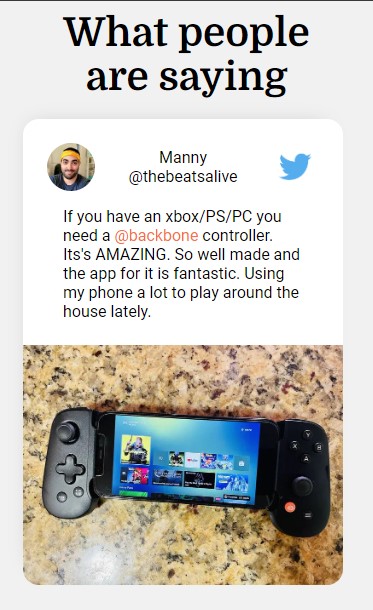 What people
are saying
Manny
@thebeatsalive
If you have an xbox/PS/PC you
need a @backbone controller.
Its's AMAZING. So well made and
the app for it is fantastic. Using
my phone a lot to play around the
house lately.